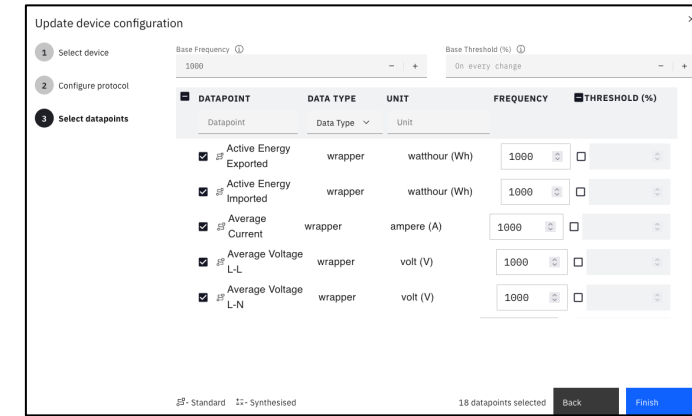 Update device configuration
1 Select device
2 Configure protocol
3 Select datapoints
Base Frequency
1000
Base Threshold (%)
On every change
DATAPOINT DATA TYPE UNIT FREQUENCY THRESHOLD (%)
Datapoint Data Type Unit
Active Energy
Exported wrapper watthour (Wh) 1000
Active Energy
Imported wrapper watthour (Wh) 1000
Average
Current wrapper ampere (A) 1000
Average Voltage
L-L wrapper volt (V) 1000
Average Voltage
L-N wrapper volt (V) 1000
- Standard - Synthesised 18 datapoints selected Back Finish